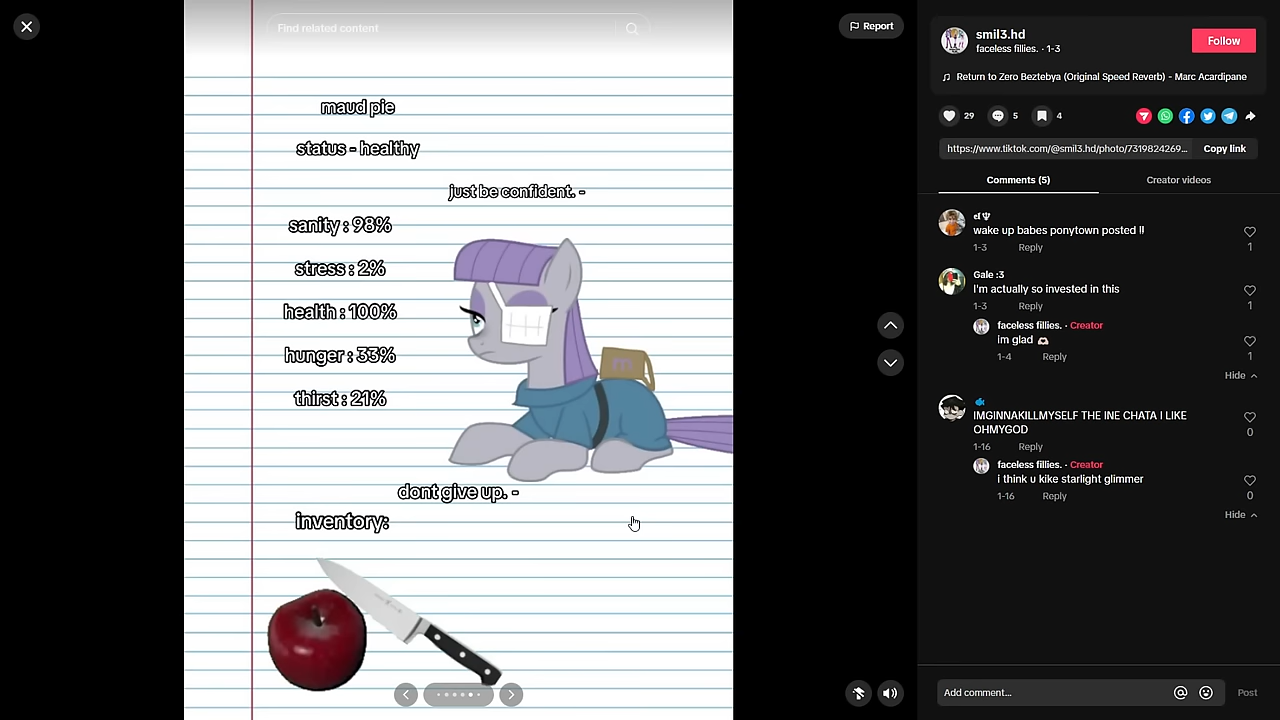 Find related content
Report
maud pie
status - healthy
just be confident. -
sanity : 98%
stress : 2%
health : 100%
hunger : 33%
thirst : 21%
dont give up. -
inventory:
smil3.hd
faceless fillies. · 1-3
Follow
Return to Zero Beztebya (Original Speed Reverb) - Marc Acardipane
29
5
4
https://www.tiktok.com/@smil3.hd/photo/7319824269...
Copy link
Comments (5)
Creator videos
wake up babes ponytown posted !!
1-3 Reply
1
Gale :3
I'm actually so invested in this
1-3 Reply
1
faceless fillies. · Creator
im glad 🫶🏻
1-4 Reply
1
Hide
IMGINNAKILLMYSELF THE INE CHATA I LIKE
OHMYGOD
1-16 Reply
0
faceless fillies. · Creator
i think u kike starlight glimmer
1-16 Reply
0
Hide
Add comment...
Post